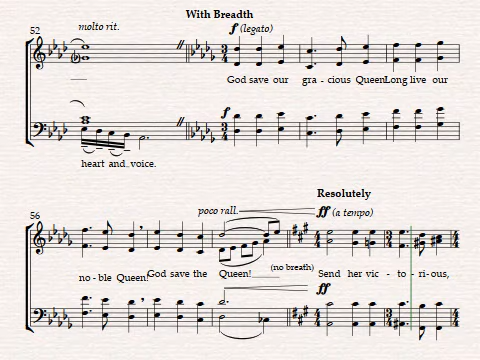 With Breadth
molto rit.
f (legato)
52
God save our gra - cious Queen Long live our
f
heart and voice.
Resolutely
poco rall.
ff (a tempo)
56
no - ble Queen! God save the Queen! (no breath) Send her vic - to - ri - ous,
ff